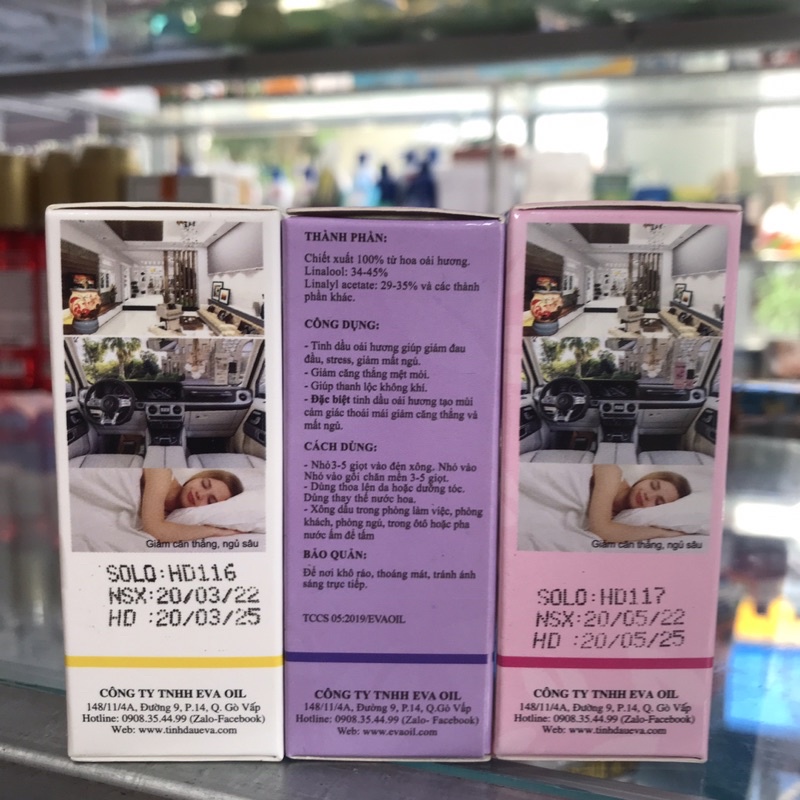 Giảm căn thẳng, ngủ sâu
SOLO:HD116
NSX:20/03/22
HD :20/03/25
CÔNG TY TNHH EVA OIL
148/11/4A, Đường 9, P.14, Q. Gò Vấp
Hotline: 0908.35.44.99 (Zalo-Facebook)
Web: www.tinhdaueva.com
THÀNH PHẦN:
Chiết xuất 100% từ hoa oải hương.
Linalool: 34-45%
Linalyl acetate: 29-35% và các thành
phần khác.
CÔNG DỤNG:
- Tinh dầu oải hương giúp giảm đau
đầu, stress, giảm mất ngủ.
- Giảm căng thẳng mệt mỏi.
- Giúp thanh lộc không khí.
- Đặc biệt tinh dầu oải hương tạo mùi
cảm giác thoải mái giảm căng thẳng và
mất ngủ.
CÁCH DÙNG:
- Nhỏ3-5 giọt vào đện xông. Nhỏ vào
Nhỏ vào gối chăn mền 3-5 giọt.
- Dùng thoa lên da hoặc dưỡng tóc.
Dùng thay thế nước hoa.
- Xông dầu trong phòng làm việc, phòng
khách, phòng ngủ, trong ôtô hoặc pha
nước ấm để tắm
BẢO QUẢN:
Để nơi khô ráo, thoáng mát, tránh ánh
sáng trực tiếp.
TCCS 05:2019/EVAOIL
CÔNG TY TNHH EVA OIL
148/11/4A, Đường 9, P.14, Q.Gò Vấp
Hotline: 0908.35.44.99 (Zalo- Facebook)
Web: www.evaoil.com
Giảm căn thẳng, ngủ sâu
SOLO:HD117
NSX:20/05/22
HD :20/05/25
CÔNG TY TNHH EVA OIL
148/11/4A, Đường 9, P.14, Q. Gò Vấp
Hotline: 0908.35.44.99 (Zalo-Facebook)
Web: www.tinhdaueva.com